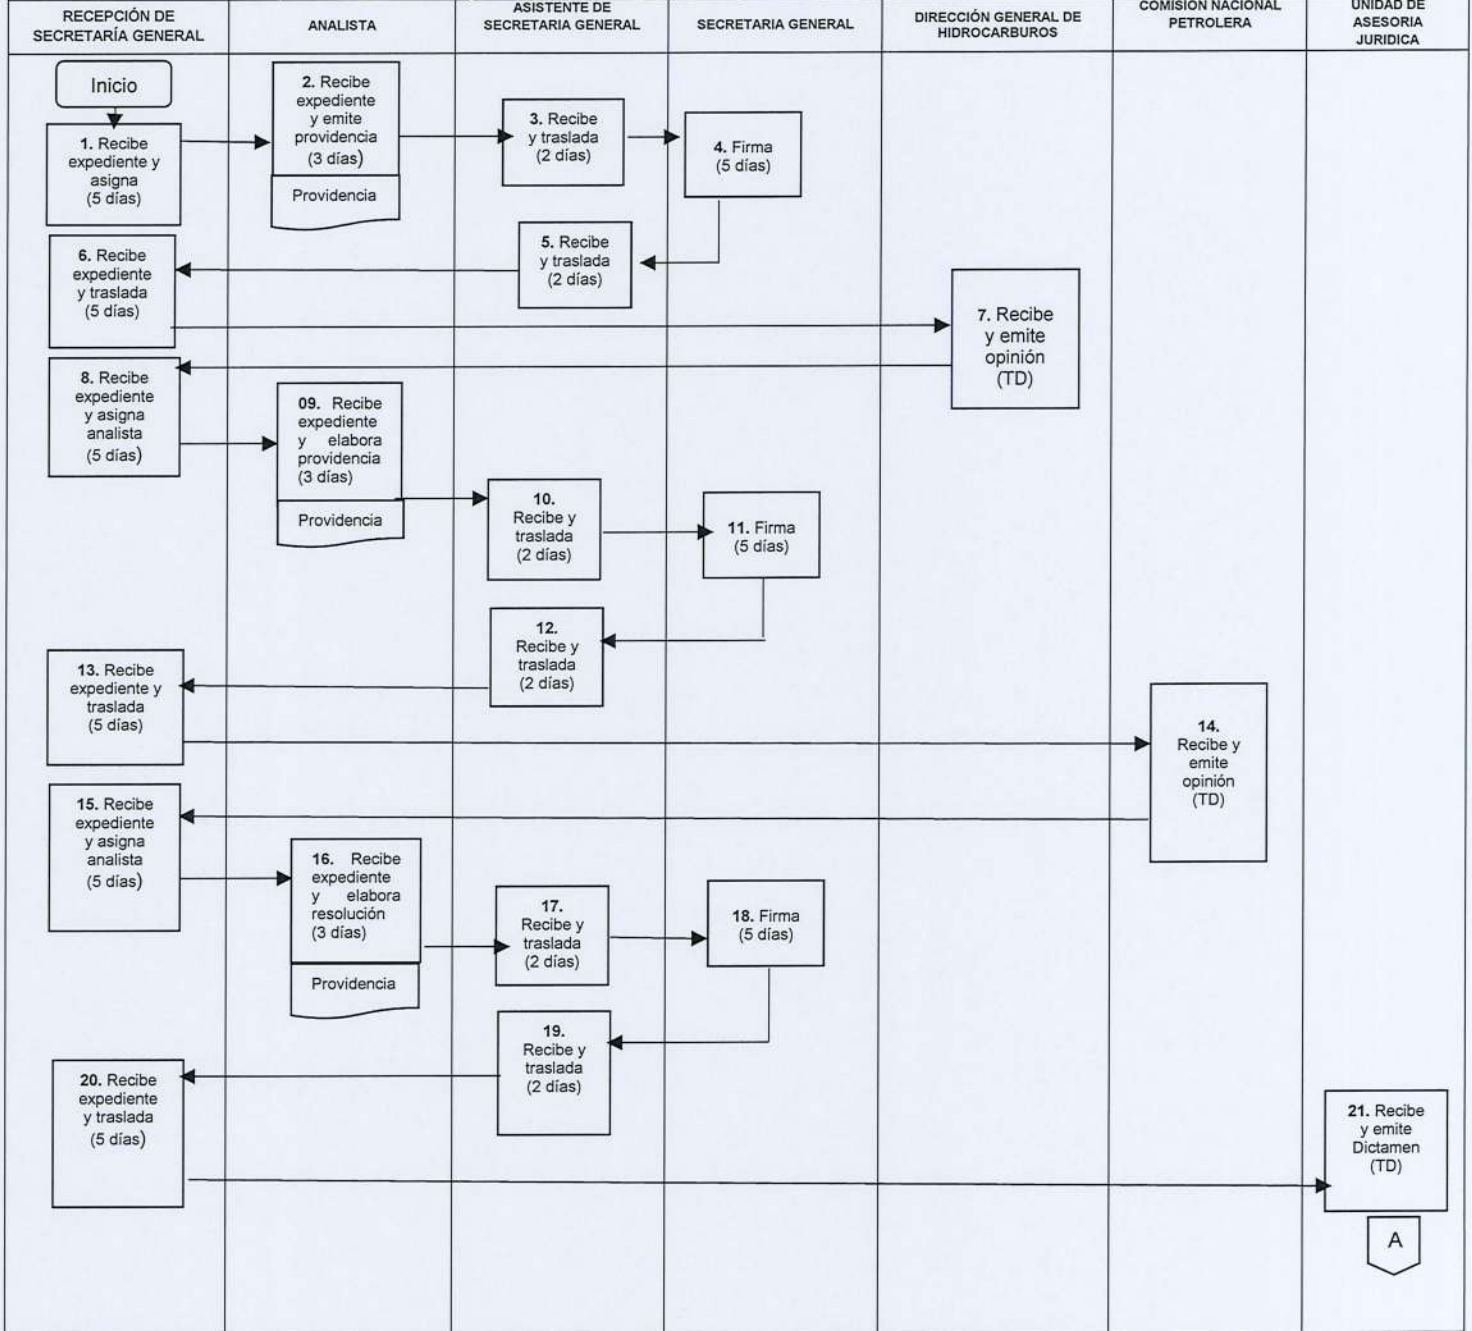 RECEPCIÓN DE
SECRETARÍA GENERAL
ANALISTA
ASISTENTE DE
SECRETARIA GENERAL
SECRETARIA GENERAL
DIRECCIÓN GENERAL DE
HIDROCARBUROS
COMISIÓN NACIONAL
PETROLERA
UNIDAD DE
ASESORIA
JURIDICA
Inicio
1. Recibe
expediente y
asigna
(5 días)
2. Recibe
expediente
y emite
providencia
(3 días)
Providencia
3. Recibe
y traslada
(2 días)
4. Firma
(5 días)
5. Recibe
y traslada
(2 días)
6. Recibe
expediente
y traslada
(5 días)
7. Recibe
y emite
opinión
(TD)
8. Recibe
expediente
y asigna
analista
(5 días)
09. Recibe
expediente
y elabora
providencia
(3 días)
Providencia
10.
Recibe y
traslada
(2 días)
11. Firma
(5 días)
12.
Recibe y
traslada
(2 días)
13. Recibe
expediente y
traslada
(5 días)
14.
Recibe y
emite
opinión
(TD)
15. Recibe
expediente
y asigna
analista
(5 días)
16. Recibe
expediente
y elabora
resolución
(3 días)
Providencia
17.
Recibe y
traslada
(2 días)
18. Firma
(5 días)
19.
Recibe y
traslada
(2 días)
20. Recibe
expediente
y traslada
(5 días)
21. Recibe
y emite
Dictamen
(TD)
A